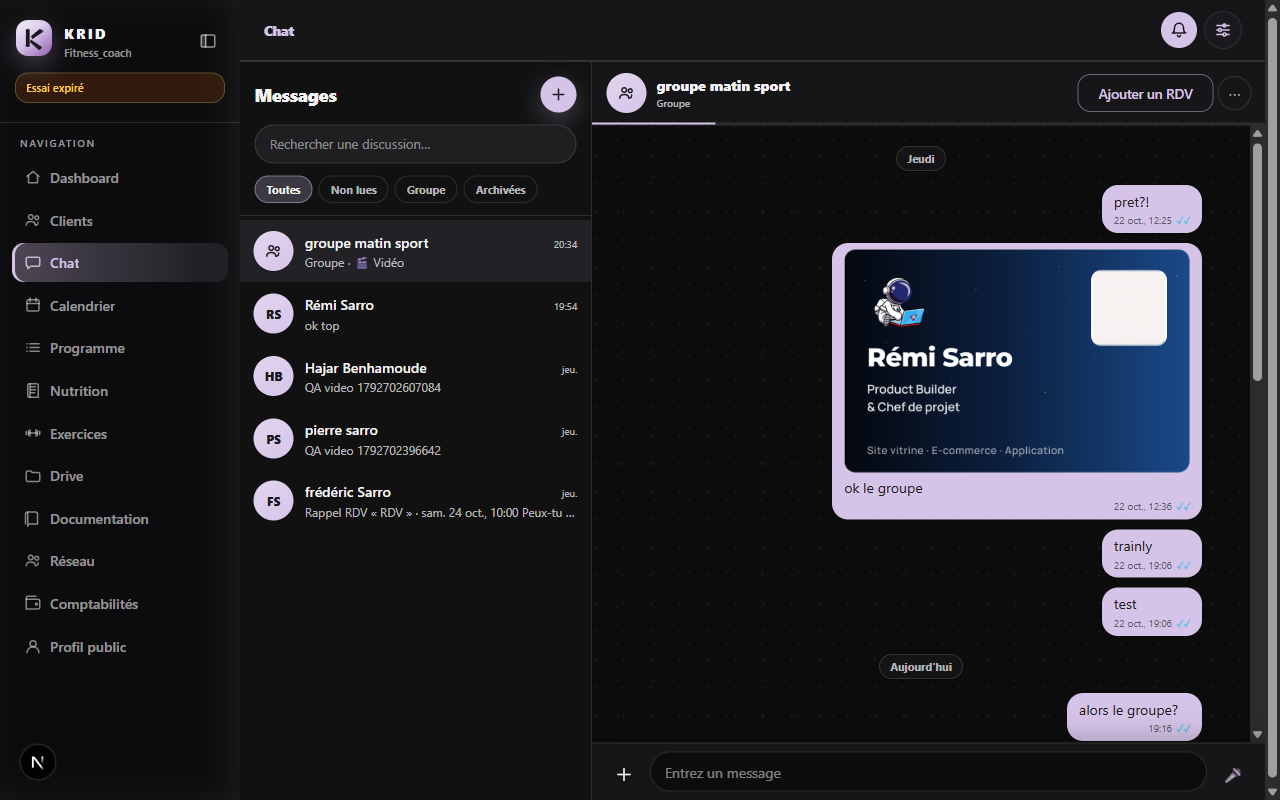 KRID
Fitness_coach
Essai expiré
NAVIGATION
Dashboard
Clients
Chat
Calendrier
Programme
Nutrition
Exercices
Drive
Documentation
Réseau
Comptabilités
Profil public
N
Chat
Messages
Rechercher une discussion...
Toutes
Non lues
Groupe
Archivées
groupe matin sport
20:34
Groupe · Vidéo
RS
Rémi Sarro
19:54
ok top
HB
Hajar Benhamoude
jeu.
QA video 1792702607084
PS
pierre sarro
jeu.
QA video 1792702396642
FS
frédéric Sarro
jeu.
Rappel RDV « RDV » · sam. 24 oct., 10:00 Peux-tu ...
groupe matin sport
Groupe
Ajouter un RDV
...
Jeudi
pret?!
22 oct., 12:25
Rémi Sarro
Product Builder
& Chef de projet
Site vitrine · E-commerce · Application
ok le groupe
22 oct., 12:36
trainly
22 oct., 19:06
test
22 oct., 19:06
Aujourd'hui
alors le groupe?
19:16
Entrez un message